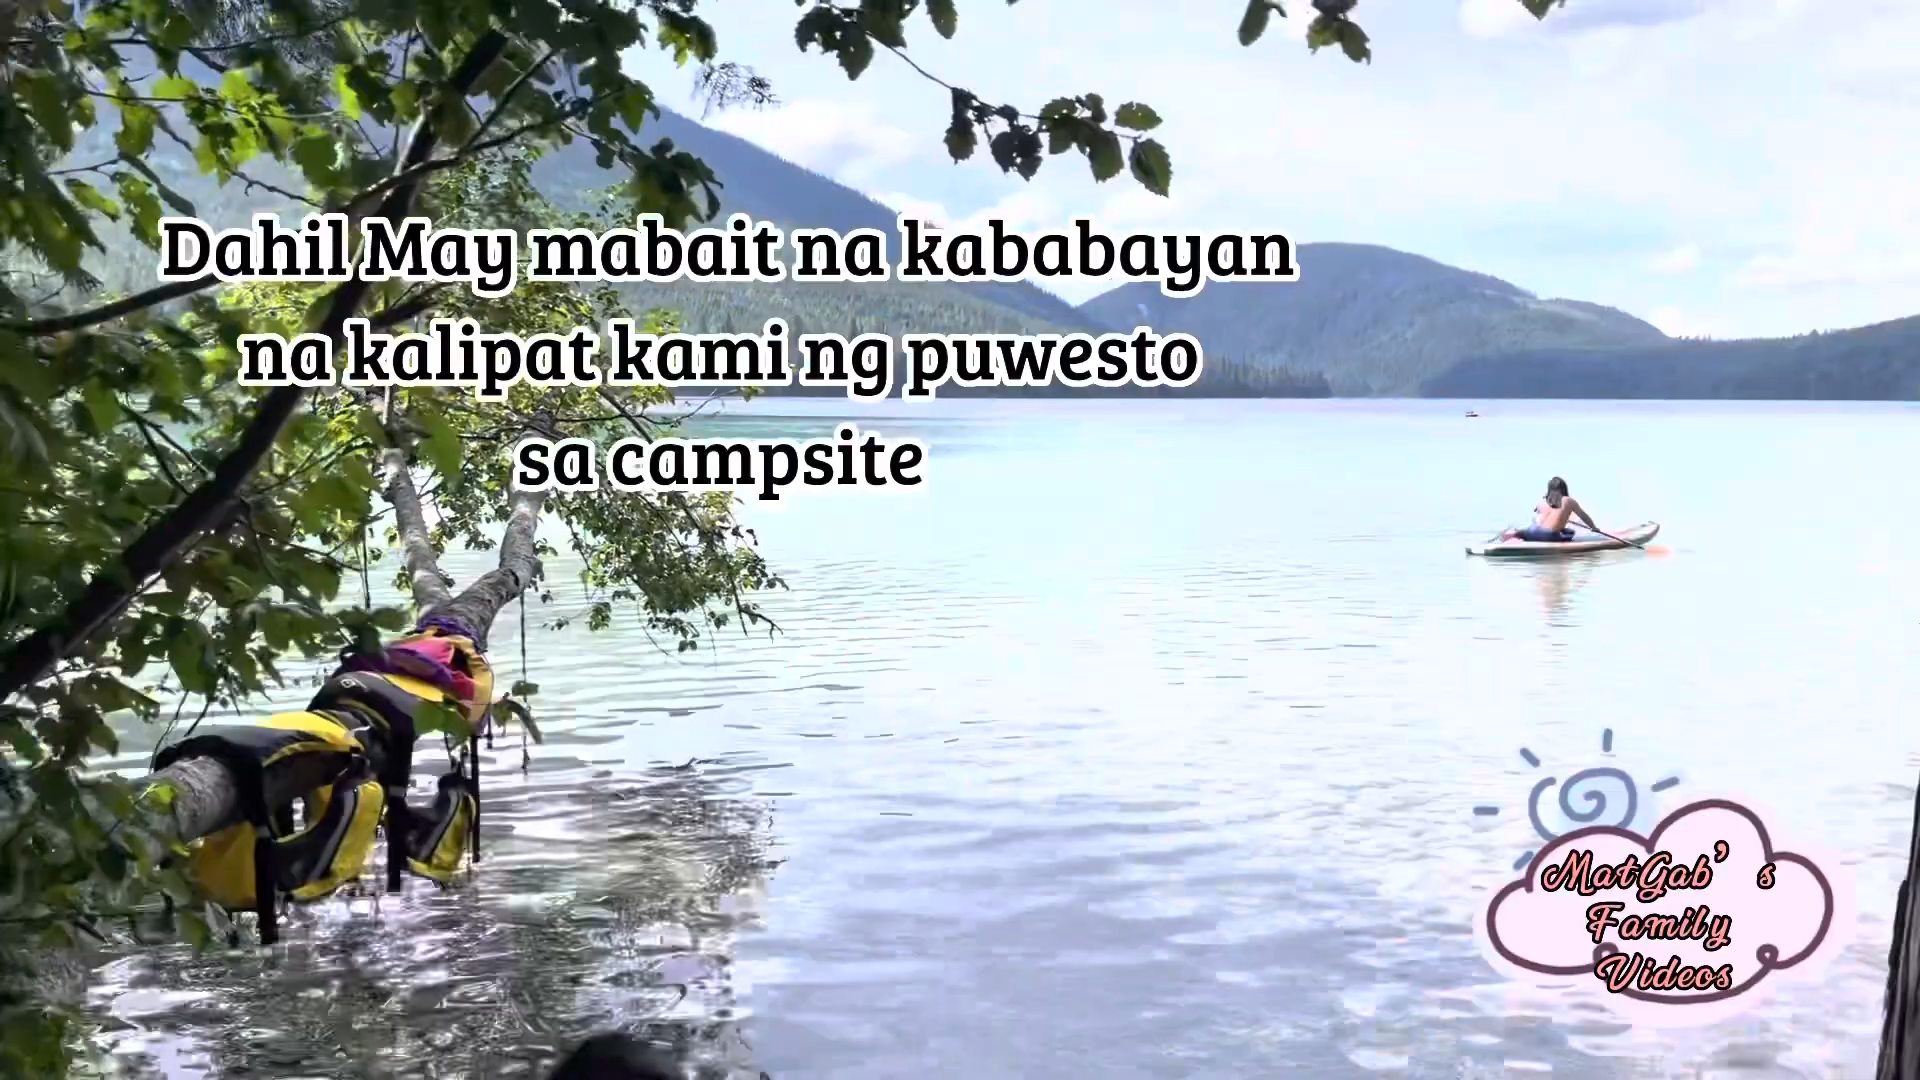 Dahil May mabait na kababayan
na kalipat kami ng puwesto
sa campsite
MatGab's
Family
Videos